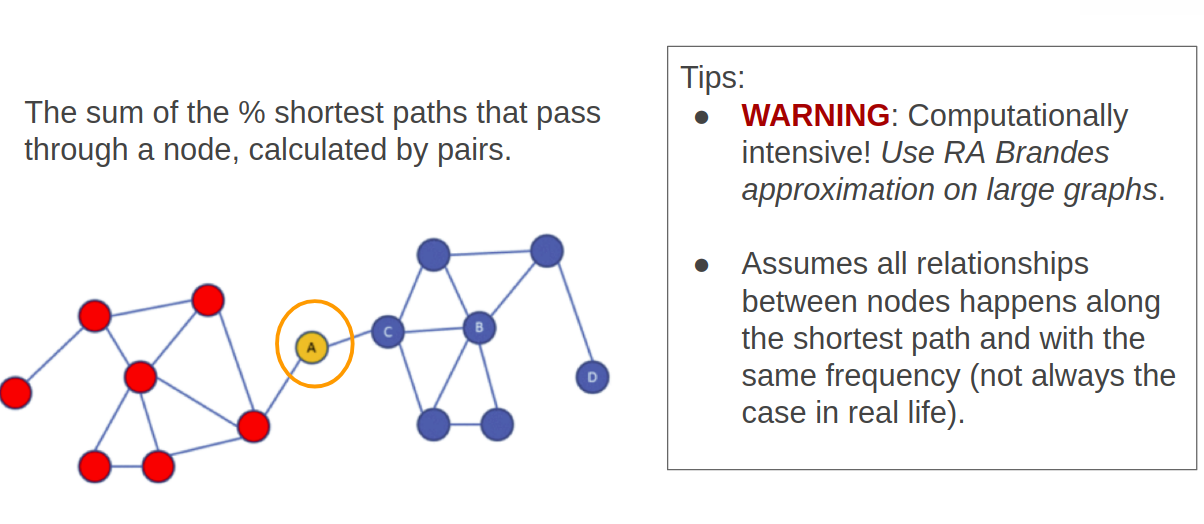 The sum of the % shortest paths that pass
through a node, calculated by pairs.
Tips:
● WARNING: Computationally
intensive! Use RA Brandes
approximation on large graphs.
● Assumes all relationships
between nodes happens along
the shortest path and with the
same frequency (not always the
case in real life).
A
C
B
D